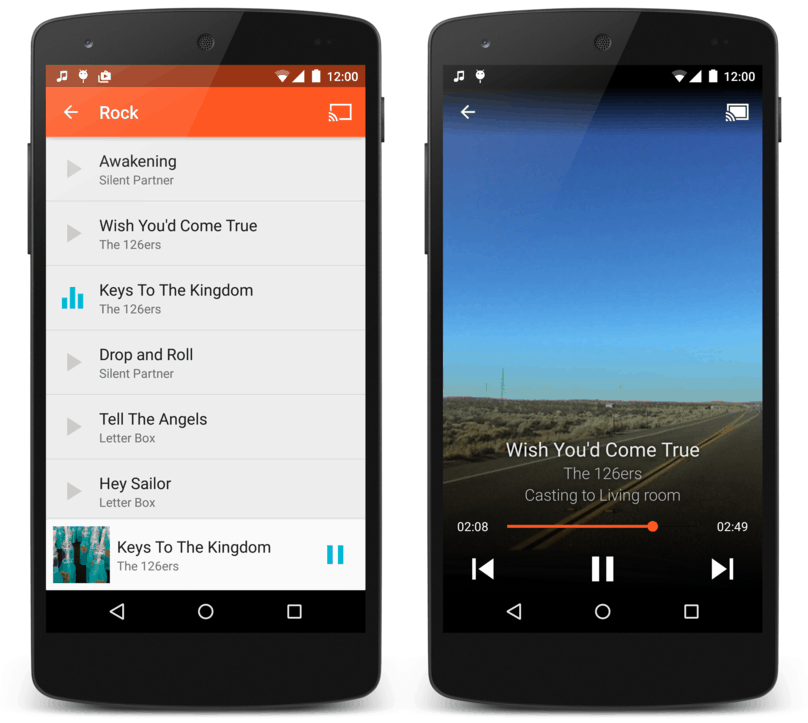 12:00
Rock
Awakening
Silent Partner
Wish You'd Come True
The 126ers
Keys To The Kingdom
The 126ers
Drop and Roll
Silent Partner
Tell The Angels
Letter Box
Hey Sailor
Letter Box
Keys To The Kingdom
The 126ers
12:00
Wish You'd Come True
The 126ers
Casting to Living room
02:08 02:49